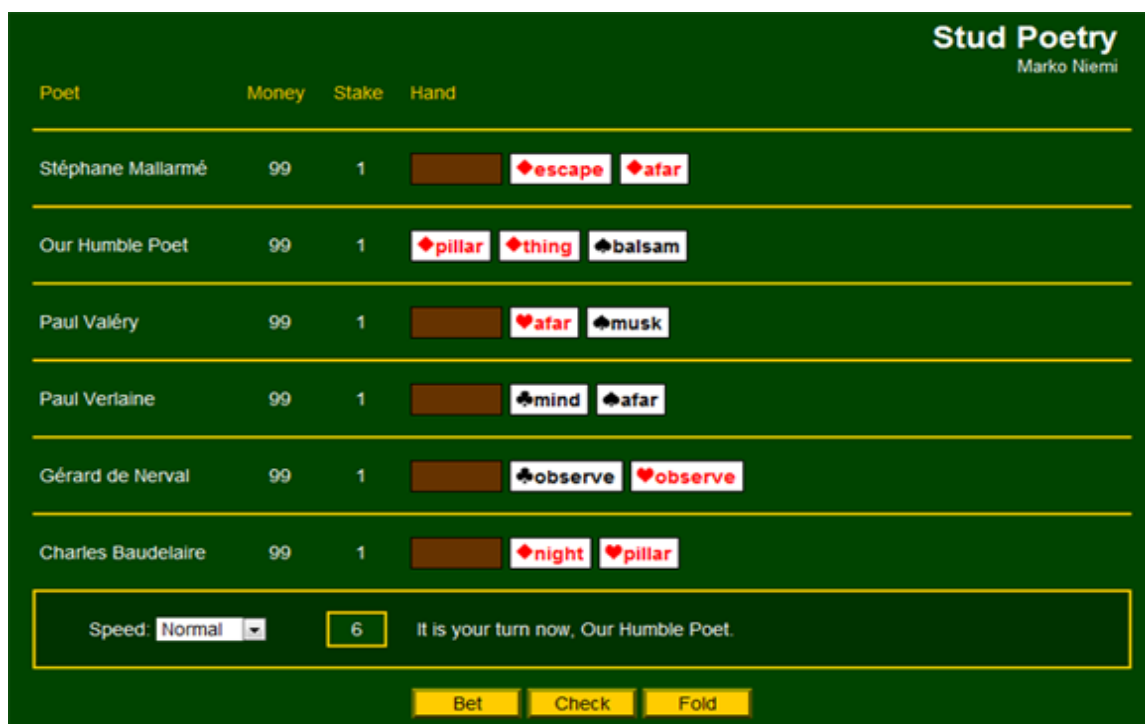 Stud Poetry
Marko Niemi
Poet Money Stake Hand
Stéphane Mallarmé 99 1 ♦escape ♦afar
Our Humble Poet 99 1 ♦pillar ♦thing ♠balsam
Paul Valéry 99 1 ♥afar ♠musk
Paul Verlaine 99 1 ♣mind ♠afar
Gérard de Nerval 99 1 ♣observe ♥observe
Charles Baudelaire 99 1 ♦night ♥pillar
Speed: Normal 6 It is your turn now, Our Humble Poet.
Bet Check Fold